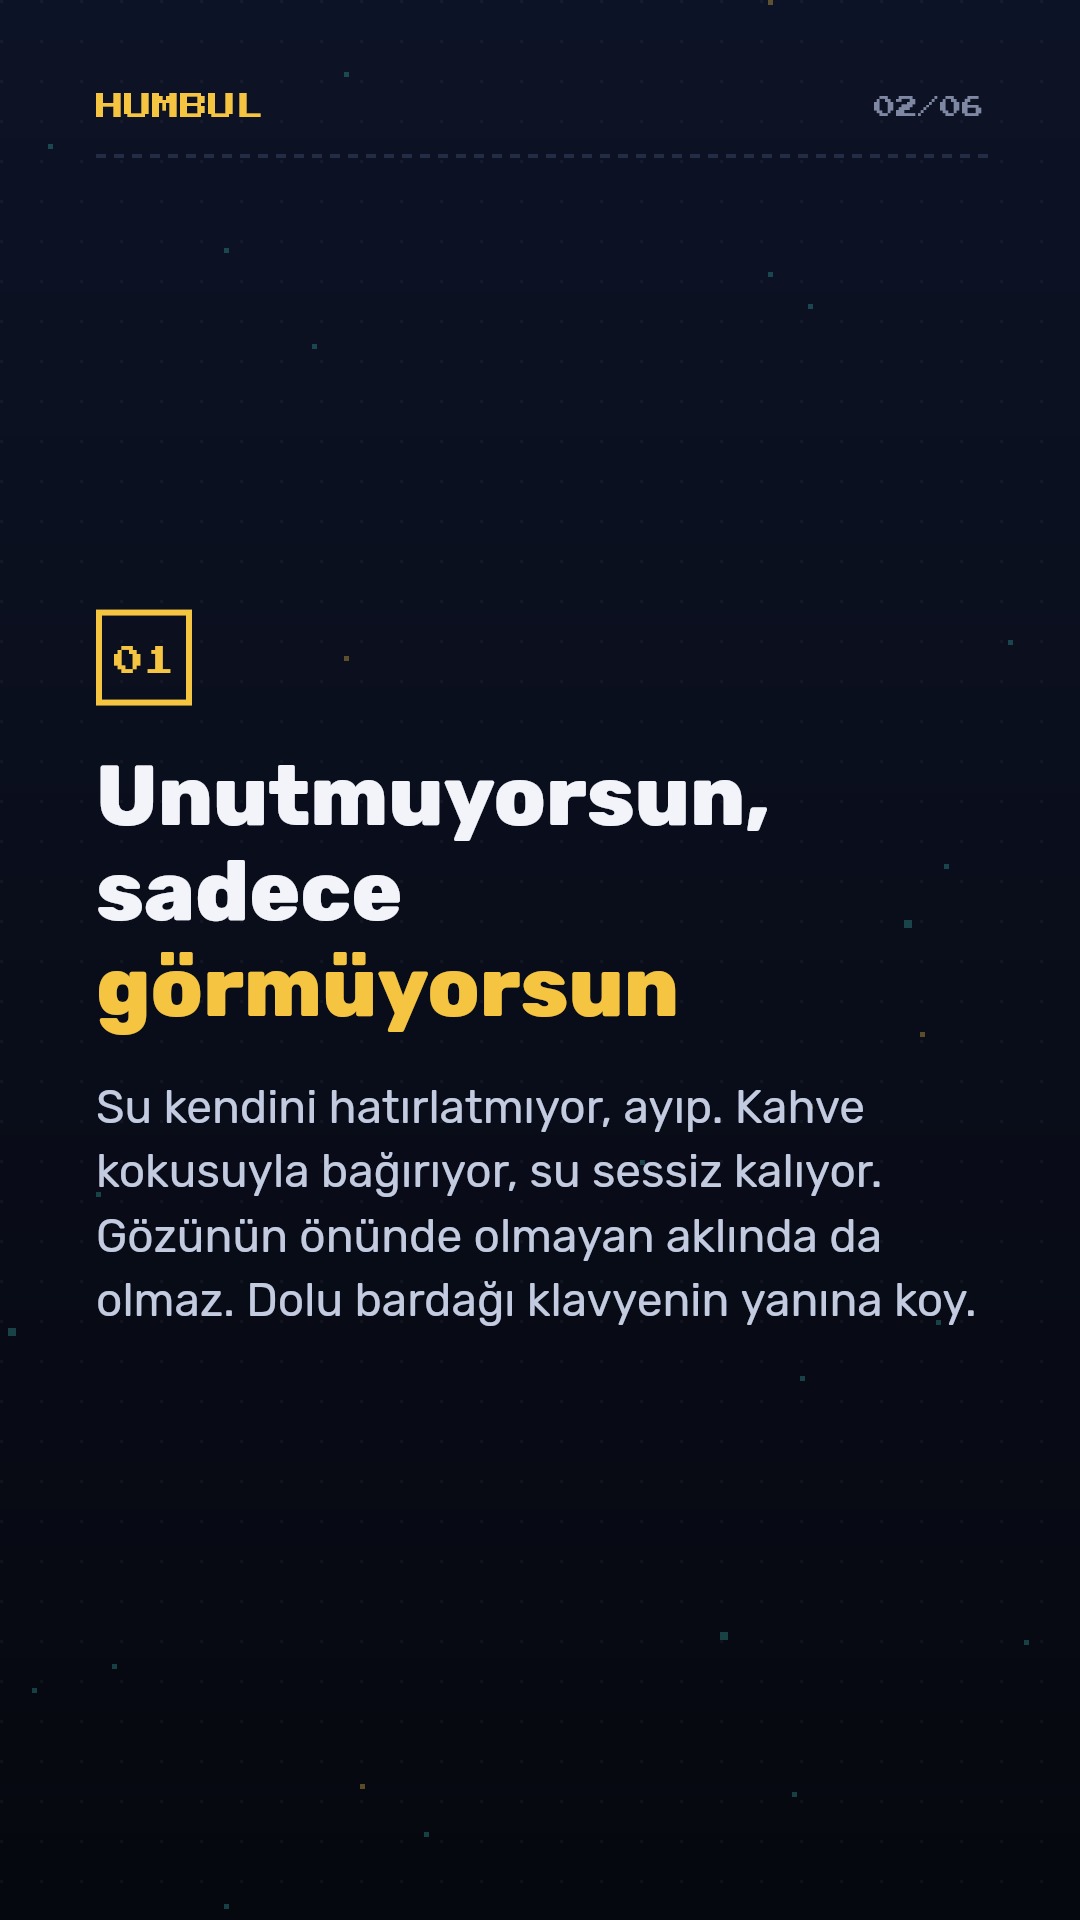 HUMBUL
02/06
01
Unutmuyorsun,
sadece
görmüyorsun
Su kendini hatırlatmıyor, ayıp. Kahve
kokusuyla bağırıyor, su sessiz kalıyor.
Gözünün önünde olmayan aklında da
olmaz. Dolu bardağı klavyenin yanına koy.